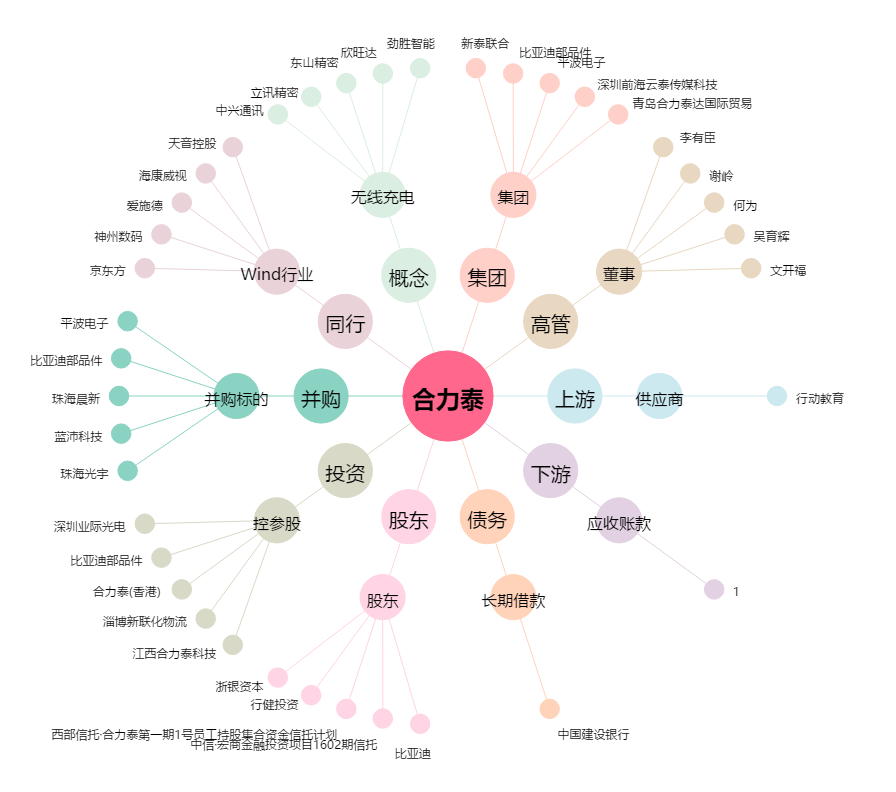 劲胜智能
欣旺达
东山精密
立讯精密
中兴通讯
无线充电
概念
新泰联合
比亚迪部品件
平波电子
深圳前海云泰传媒科技
青岛合力泰达国际贸易
集团
集团
天音控股
海康威视
爱施德
神州数码
京东方
Wind行业
同行
李有臣
谢岭
何为
吴育辉
文开福
董事
高管
平波电子
比亚迪部品件
珠海晨新
蓝沛科技
珠海光宇
并购标的
并购
合力泰
上游
供应商
行动教育
投资
控参股
深圳业际光电
比亚迪部品件
合力泰(香港)
淄博新联化物流
江西合力泰科技
下游
应收账款
1
股东
股东
浙银资本
行健投资
西部信托·合力泰第一期1号员工持股集合资金信托计划
中信·宏商金融投资项目1602期信托
比亚迪
债务
长期借款
中国建设银行